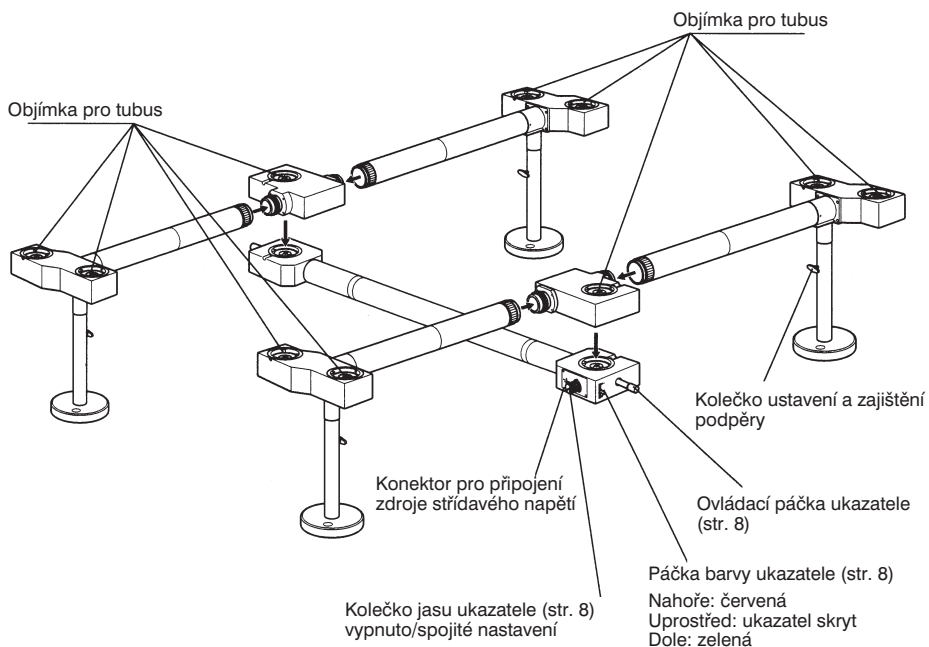 Objímka pro tubus
Objímka pro tubus
Kolečko ustavení a zajištění
podpěry
Konektor pro připojení
zdroje střídavého napětí
Ovládací páčka ukazatele
(str. 8)
Páčka barvy ukazatele (str. 8)
Nahoře: červená
Uprostřed: ukazatel skryt
Dole: zelená
Kolečko jasu ukazatele (str. 8)
vypnuto/spojité nastavení